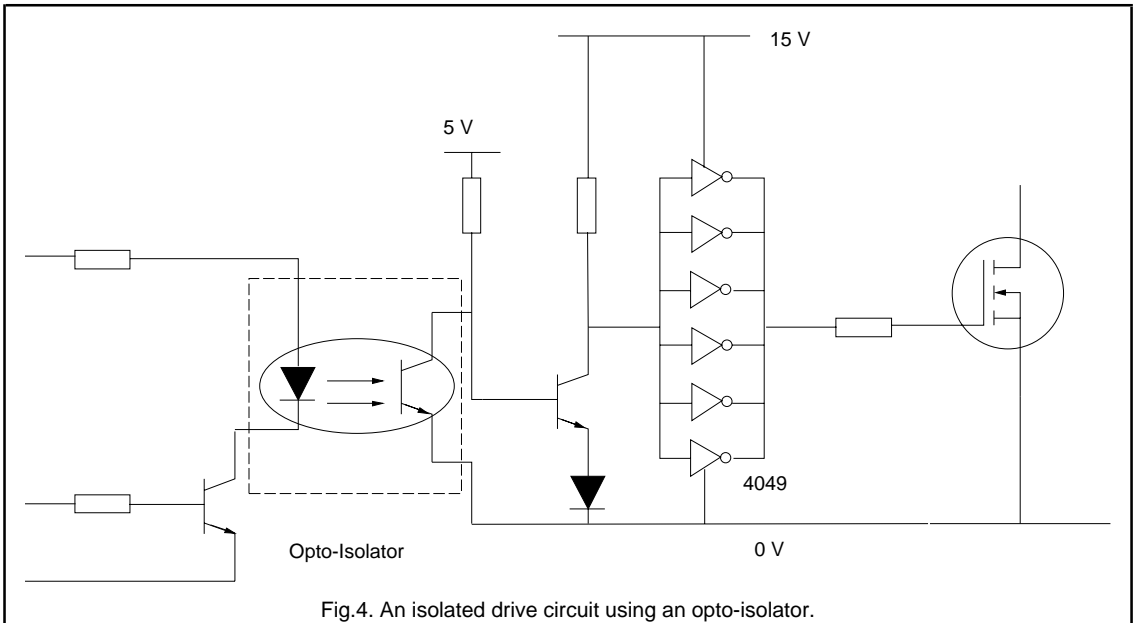 15 V
5 V
4049
Opto-Isolator
0 V
Fig.4. An isolated drive circuit using an opto-isolator.